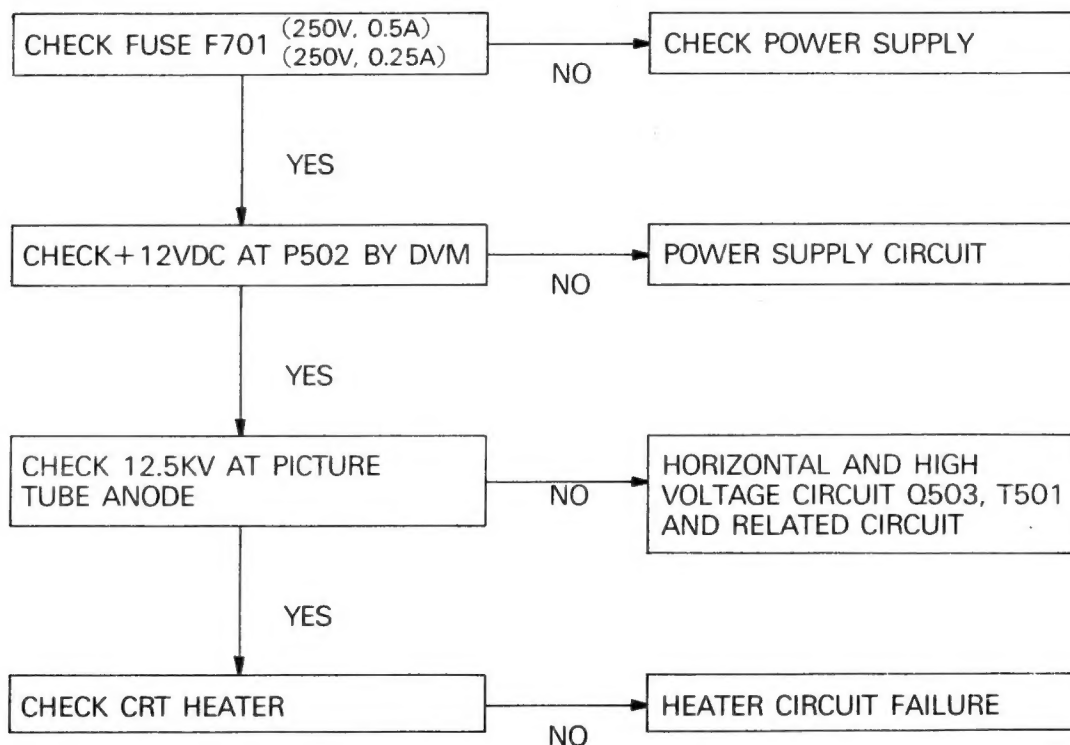 CHECK FUSE F701 (250V, 0.5A)
(250V, 0.25A)
NO
CHECK POWER SUPPLY
YES
CHECK+12VDC AT P502 BY DVM
NO
POWER SUPPLY CIRCUIT
YES
CHECK 12.5KV AT PICTURE
TUBE ANODE
NO
HORIZONTAL AND HIGH
VOLTAGE CIRCUIT Q503, T501
AND RELATED CIRCUIT
YES
CHECK CRT HEATER
NO
HEATER CIRCUIT FAILURE